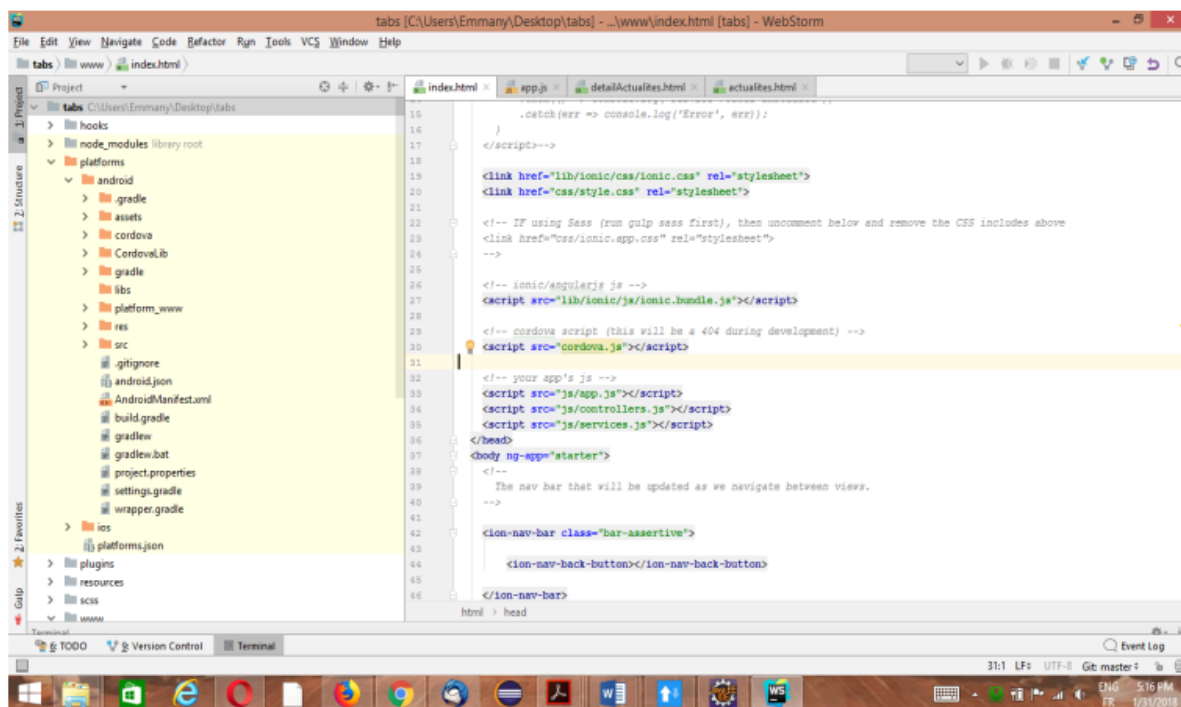 tabs [C:\Users\Emmany\Desktop\tabs] - ...\www\index.html [tabs] - WebStorm
File Edit View Navigate Code Refactor Run Tools VCS Window Help
tabs www index.html
Project
index.html app.js detailActualites.html actualites.html
1: Project
2: Structure
2: Favorites
Gulp
tabs C:\Users\Emmany\Desktop\tabs
hooks
node_modules library root
platforms
android
.gradle
assets
cordova
CordovaLib
gradle
libs
platform_www
res
src
.gitignore
android.json
AndroidManifest.xml
build.gradle
gradlew
gradlew.bat
project.properties
settings.gradle
wrapper.gradle
ios
platforms.json
plugins
resources
scss
www
15 .catch(err => console.log('Error', err));
16 }
17 </script>-->
18
19 <link href="lib/ionic/css/ionic.css" rel="stylesheet">
20 <link href="css/style.css" rel="stylesheet">
21
22 <!-- IF using Sass (run gulp sass first), then uncomment below and remove the CSS includes above
23 <link href="css/ionic.app.css" rel="stylesheet">
24 -->
25
26 <!-- ionic/angularjs js -->
27 <script src="lib/ionic/js/ionic.bundle.js"></script>
28
29 <!-- cordova script (this will be a 404 during development) -->
30 <script src="cordova.js"></script>
31
32 <!-- your app's js -->
33 <script src="js/app.js"></script>
34 <script src="js/controllers.js"></script>
35 <script src="js/services.js"></script>
36 </head>
37 <body ng-app="starter">
38 <!--
39 The nav bar that will be updated as we navigate between views.
40 -->
41
42 <ion-nav-bar class="bar-assertive">
43
44 <ion-nav-back-button></ion-nav-back-button>
45
46 </ion-nav-bar>
html > head
Terminal
6: TODO 9: Version Control Terminal Event Log
31:1 LF UTF-8 Git: master
ENG 5:16 PM
FR 1/31/2018